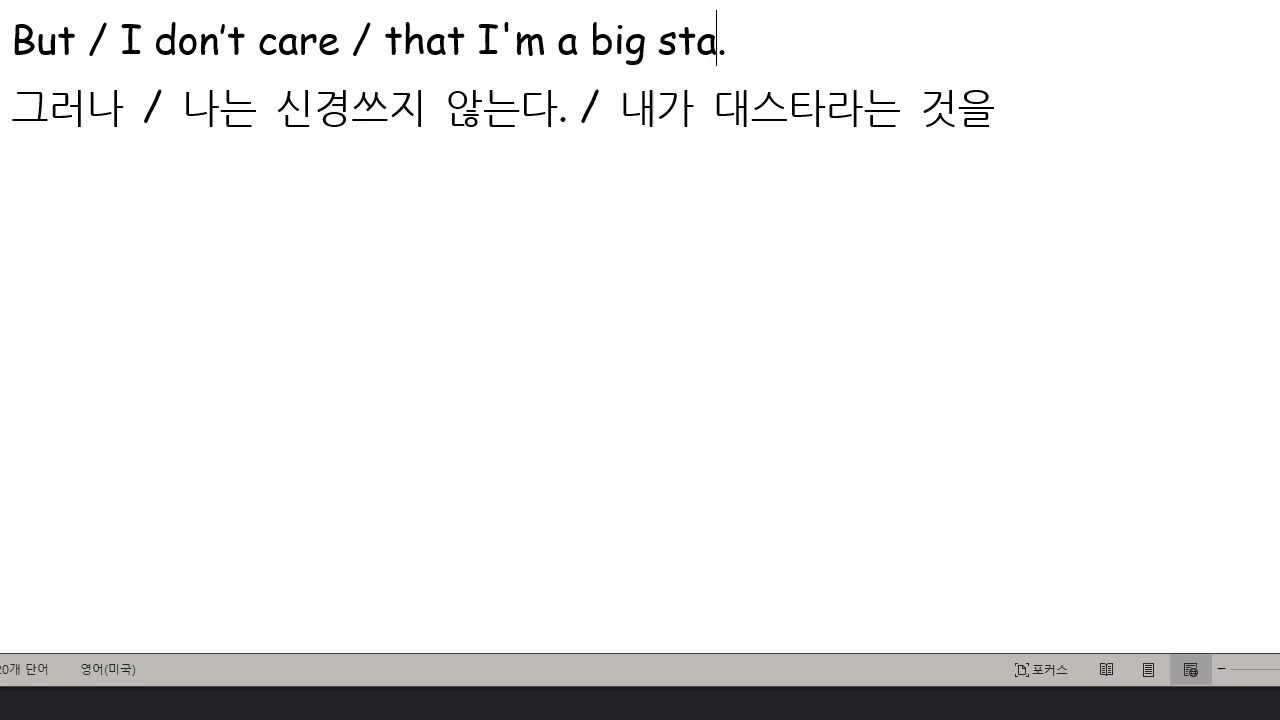 But / I don’t care / that I'm a big sta.
그러나 / 나는 신경쓰지 않는다. / 내가 대스타라는 것을
20개 단어 영어(미국) 포커스